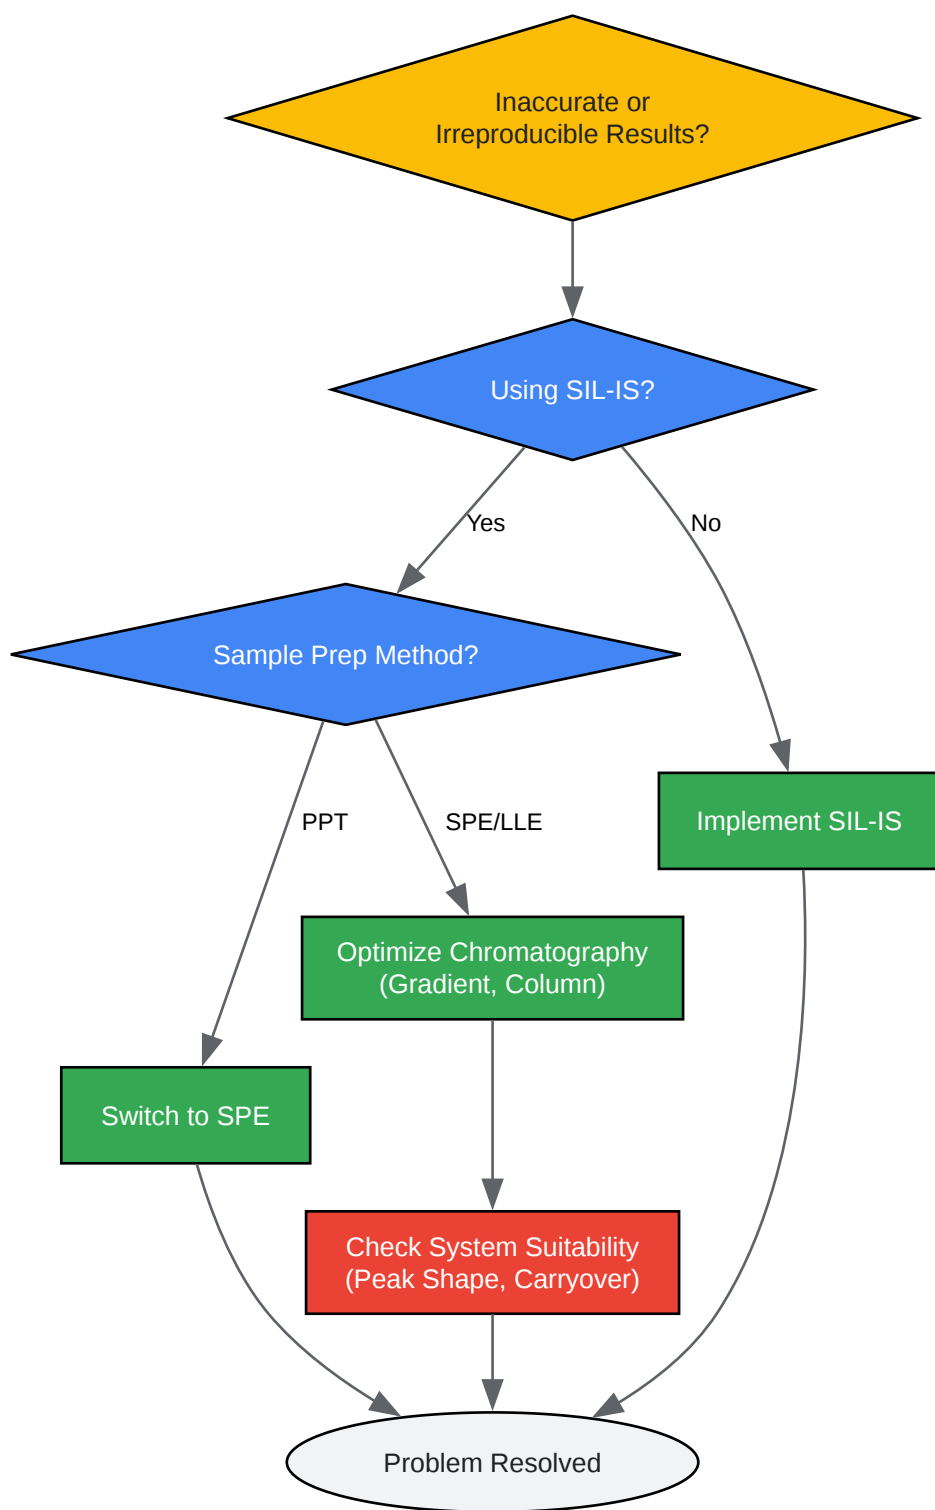 Inaccurate or
Irreproducible Results?
Using SIL-IS?
Yes
No
Sample Prep Method?
PPT
SPE/LLE
Implement SIL-IS
Optimize Chromatography
(Gradient, Column)
Switch to SPE
Check System Suitability
(Peak Shape, Carryover)
Problem Resolved